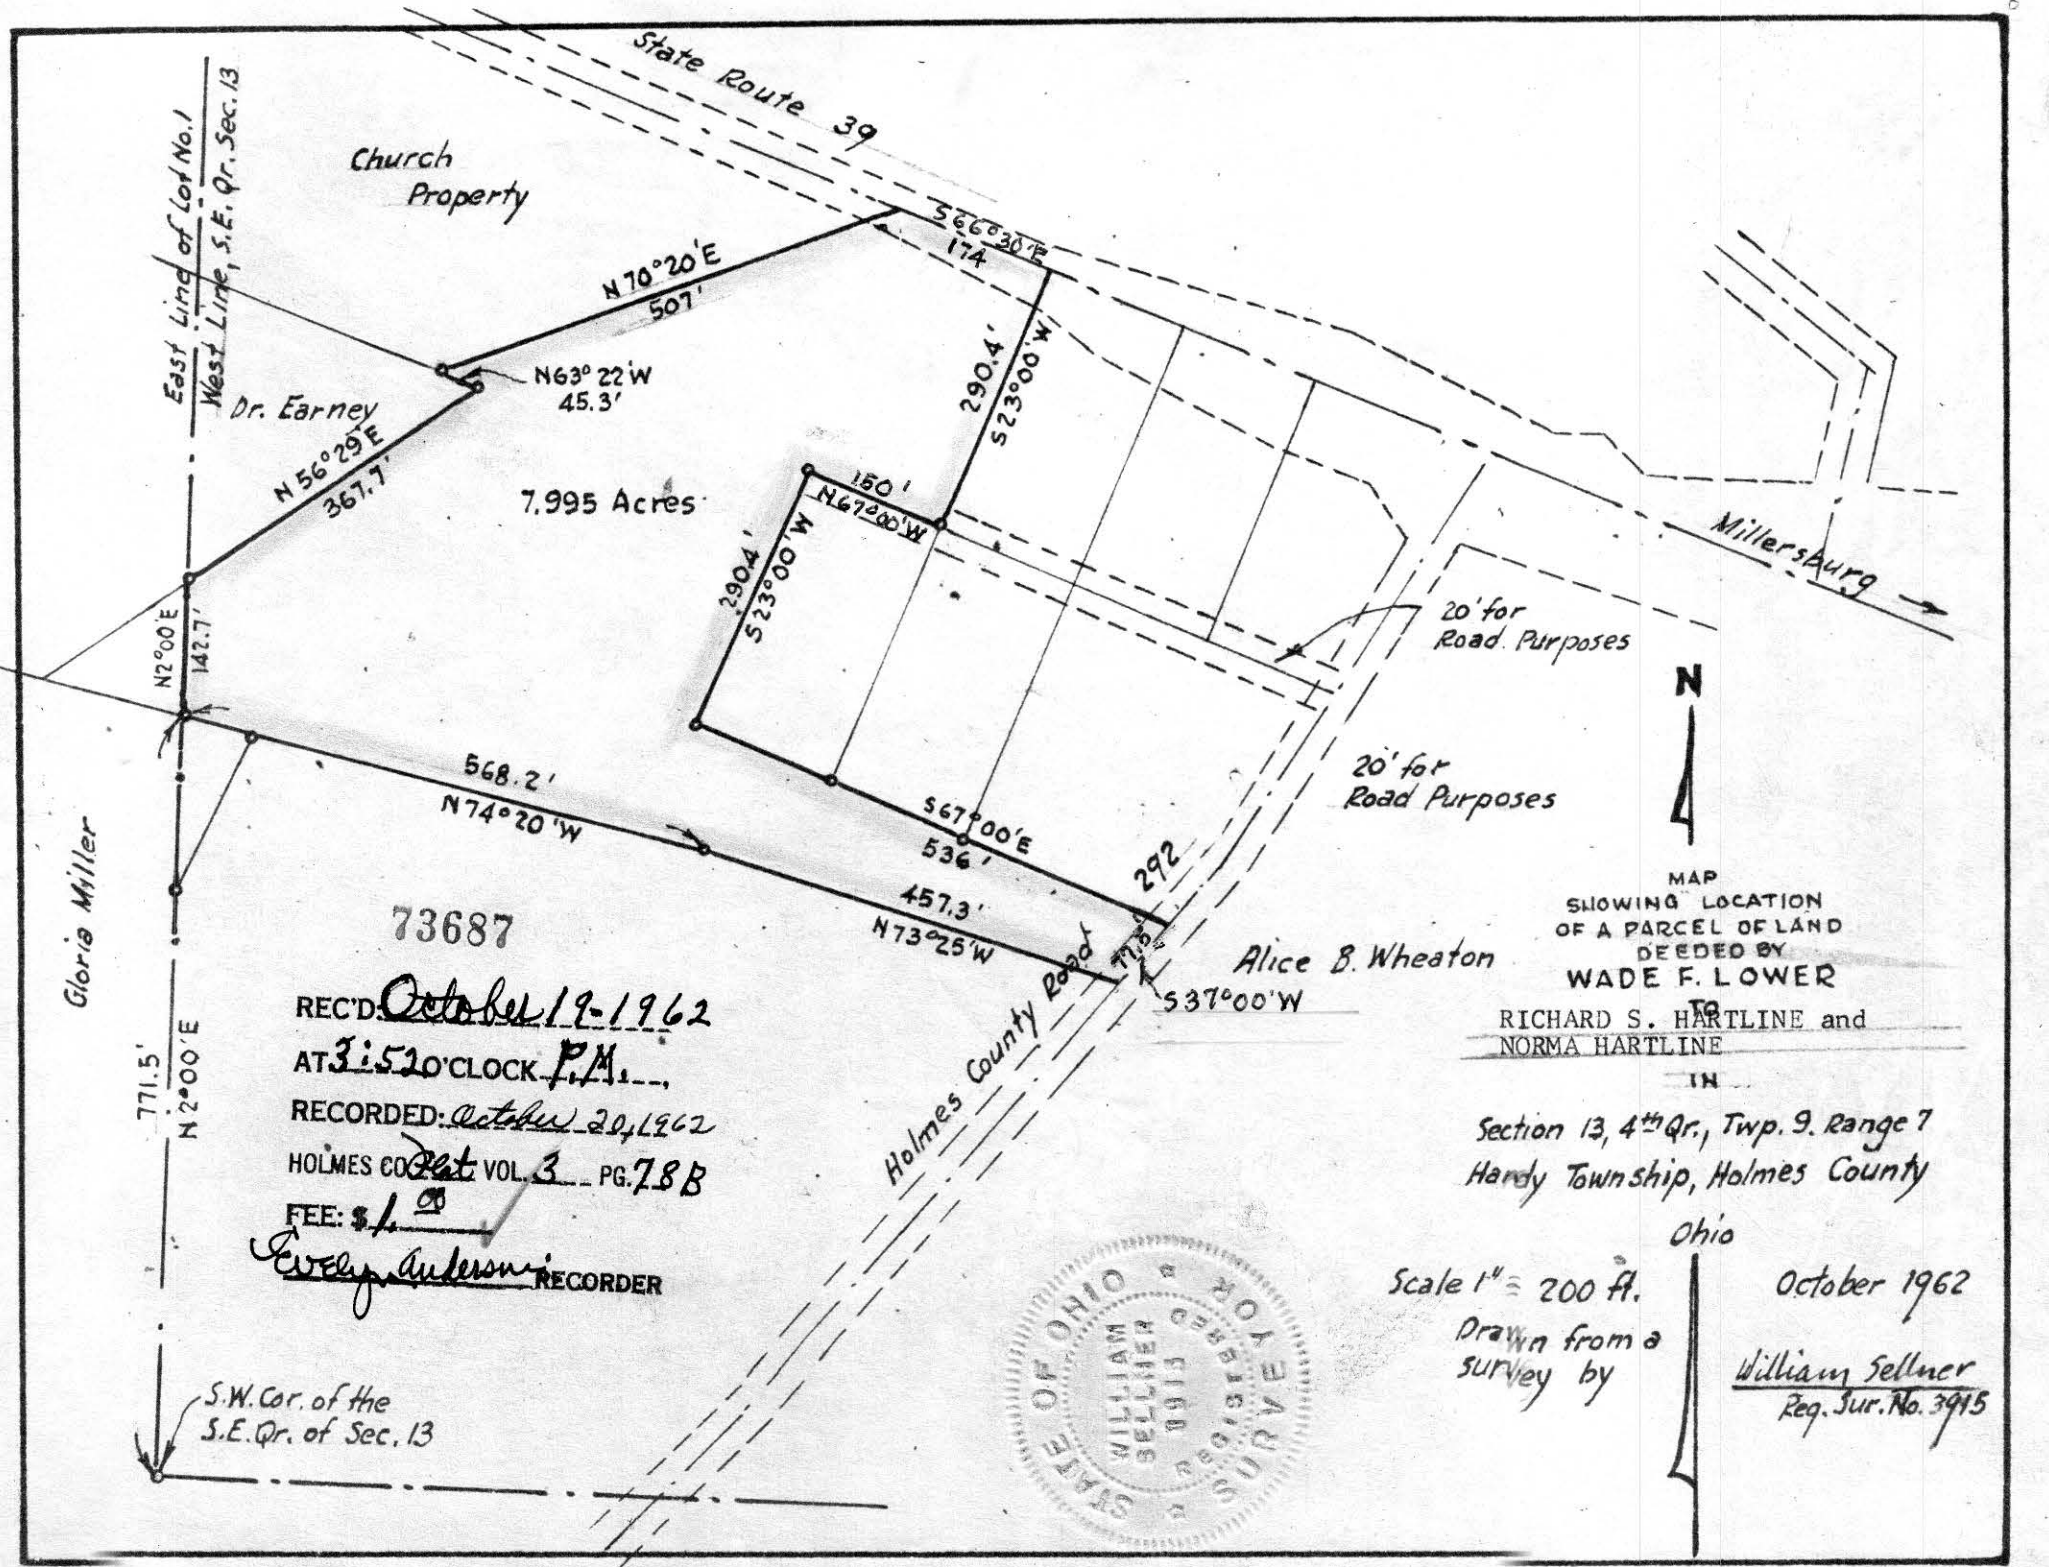 State Route 39
East Line of Lot No.1
West Line, S.E. Qr. Sec.13
Church
Property
S66°30'E
174
N 70°20'E
507'
N63°22'W
45.3'
Dr. Earney
N 56°29'E
367.7'
7.995 Acres
290.4'
S23°00'W
150'
N67°00'W
290.4'
S23°00'W
Millersburg
20' for
Road Purposes
N2°00'E
142.7'
N
20' for
Road Purposes
568.2'
N74°20'W
S67°00'E
536'
457.3'
N73°25'W
292
77.5'
S37°00'W
Alice B. Wheaton
Holmes County Road
Gloria Miller
771.5'
N2°00'E
73687
REC'D: October 19-1962
AT 3:52 O'CLOCK P.M.
RECORDED: October 20, 1962
HOLMES CO Plat VOL. 3 PG. 78B
FEE: $1.00
Evelyn Anderson RECORDER
S.W. Cor. of the
S.E. Qr. of Sec. 13
MAP
SHOWING LOCATION
OF A PARCEL OF LAND
DEEDED BY
WADE F. LOWER
TO
RICHARD S. HARTLINE and
NORMA HARTLINE
IN
Section 13, 4th Qr., Twp. 9. Range 7
Hardy Township, Holmes County
Ohio
Scale 1" = 200 ft.
October 1962
Drawn from a
survey by
William Sellner
Reg. Sur. No. 3915
STATE OF OHIO
REGISTERED
SURVEYOR
WILLIAM
SELLNER